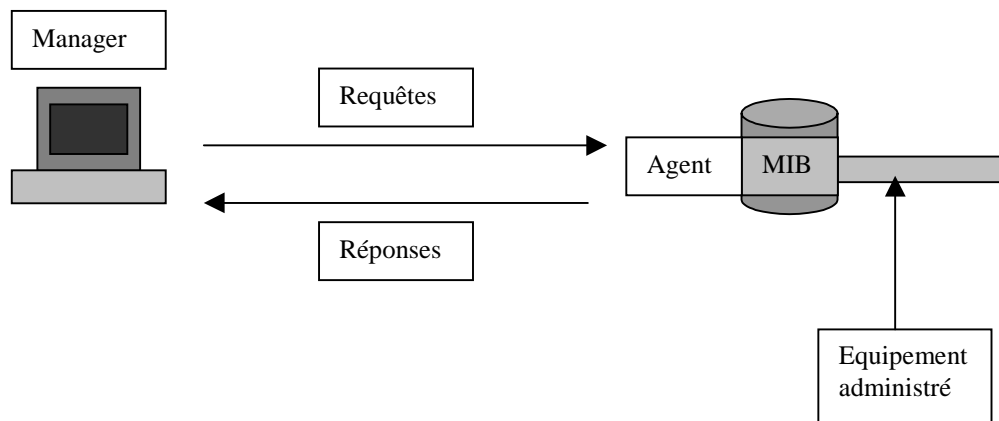 Manager
Requêtes
Agent
MIB
Réponses
Equipement
administré